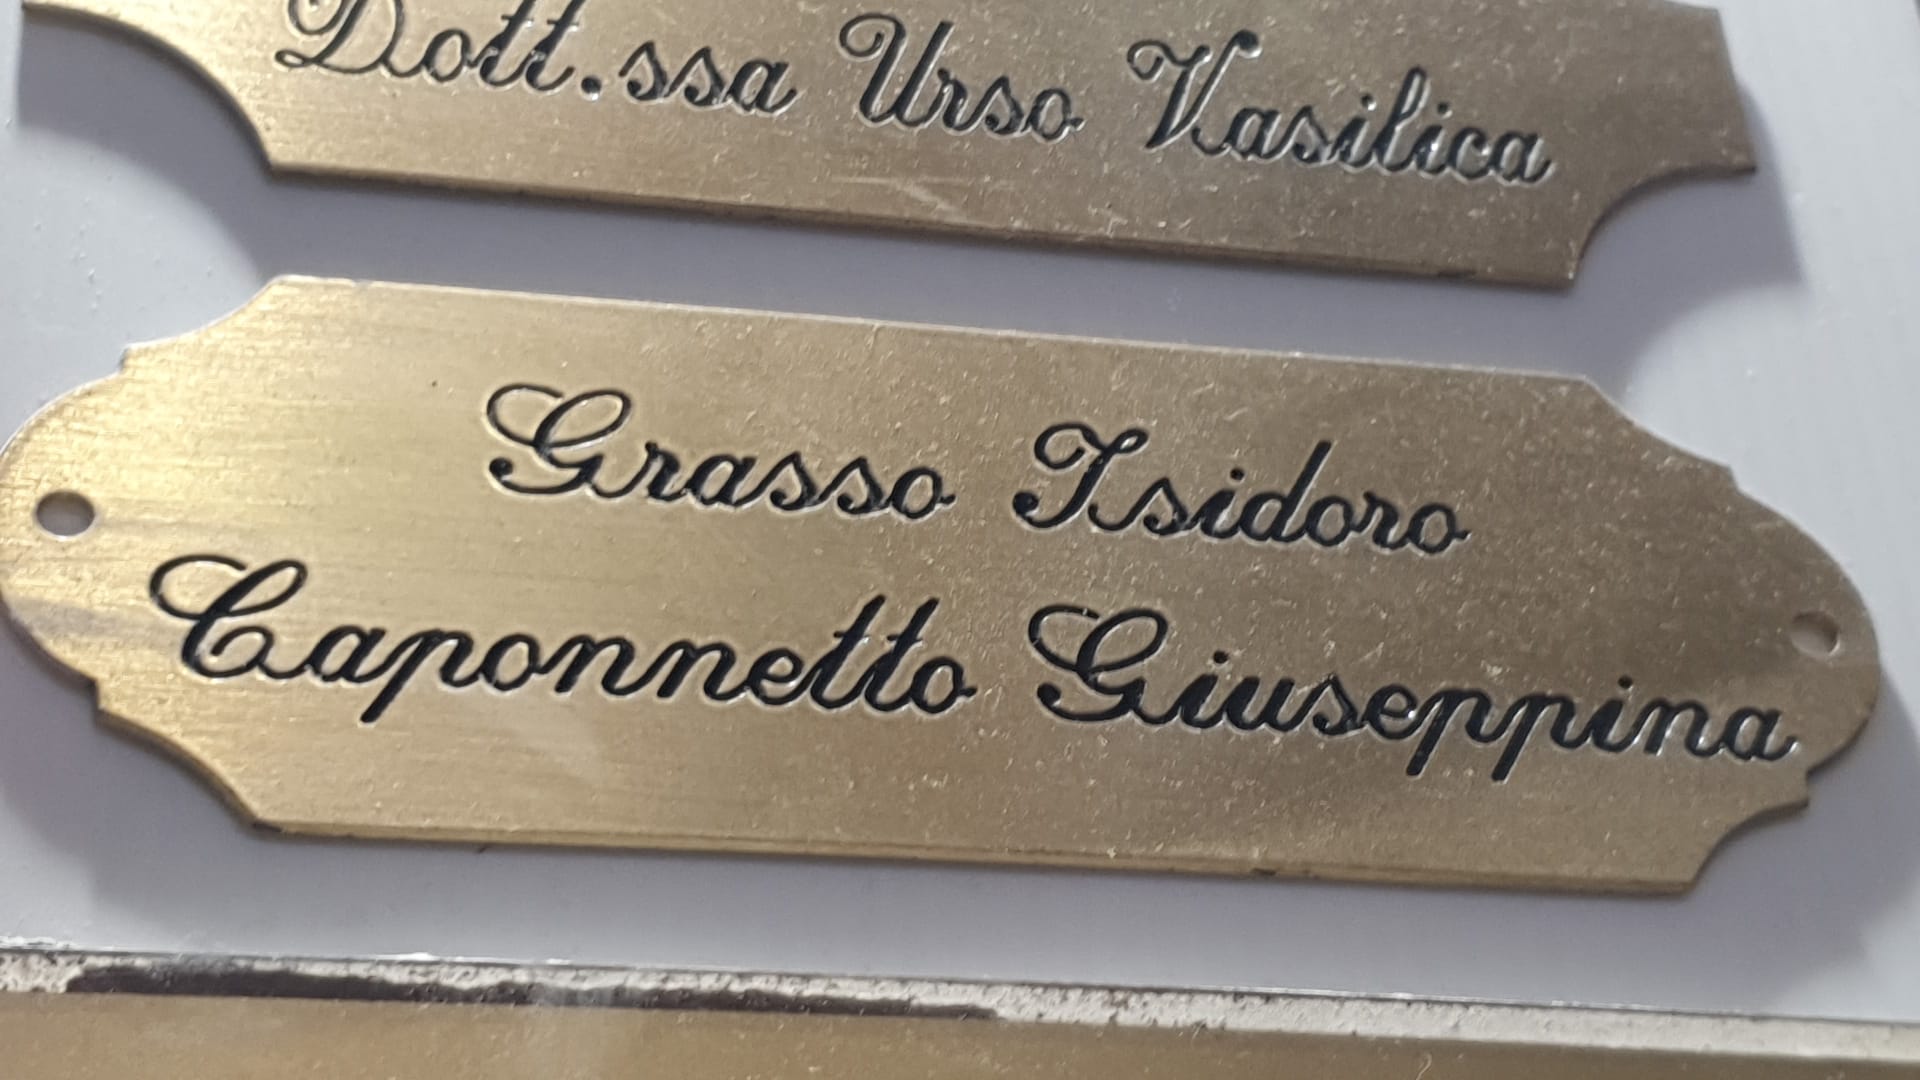 Dott.ssa Urso Vasilica
Grasso Isidoro
Caponnetto Giuseppina